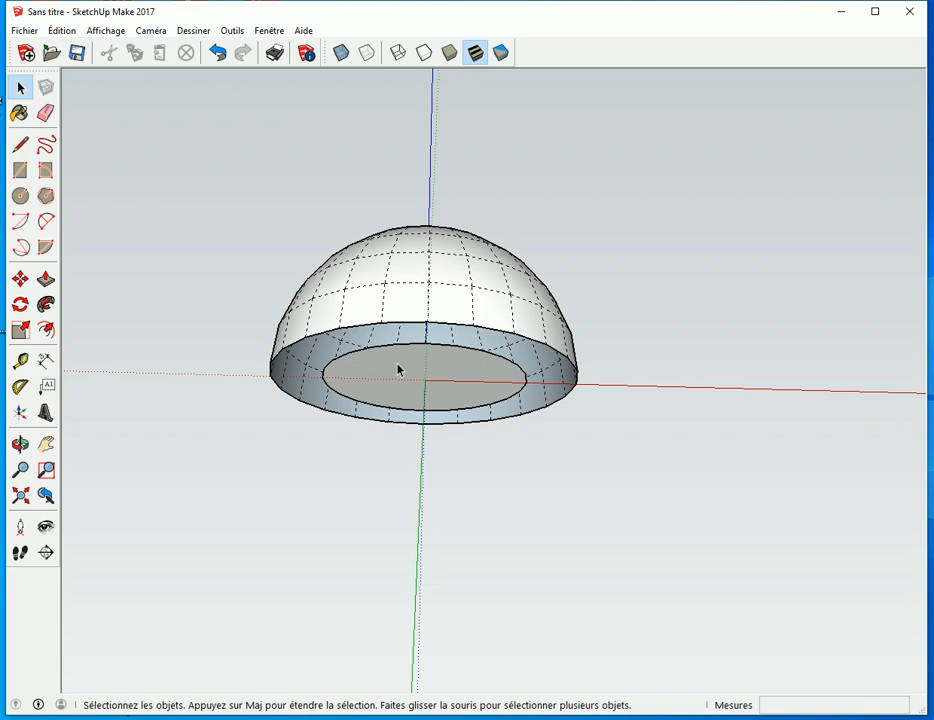 Sans titre - SketchUp Make 2017
Fichier Édition Affichage Caméra Dessiner Outils Fenêtre Aide
A1
Sélectionnez les objets. Appuyez sur Maj pour étendre la sélection. Faites glisser la souris pour sélectionner plusieurs objets. Mesures